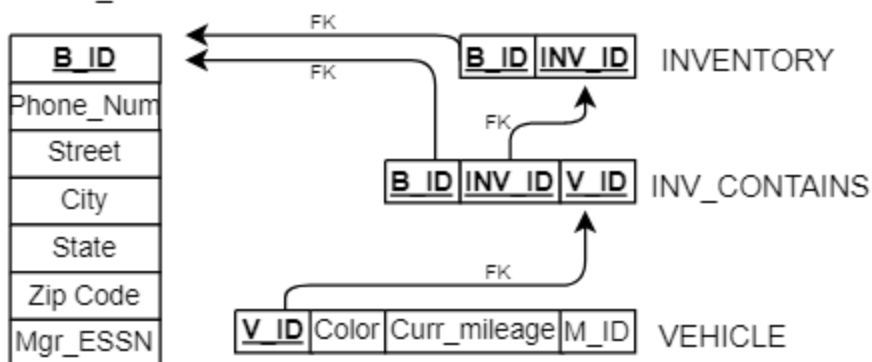 FK
B_ID
B_ID INV_ID INVENTORY
FK
Phone_Num
FK
Street
B_ID INV_ID V_ID INV_CONTAINS
City
State
FK
Zip Code
V_ID Color Curr_mileage M_ID VEHICLE
Mgr_ESSN